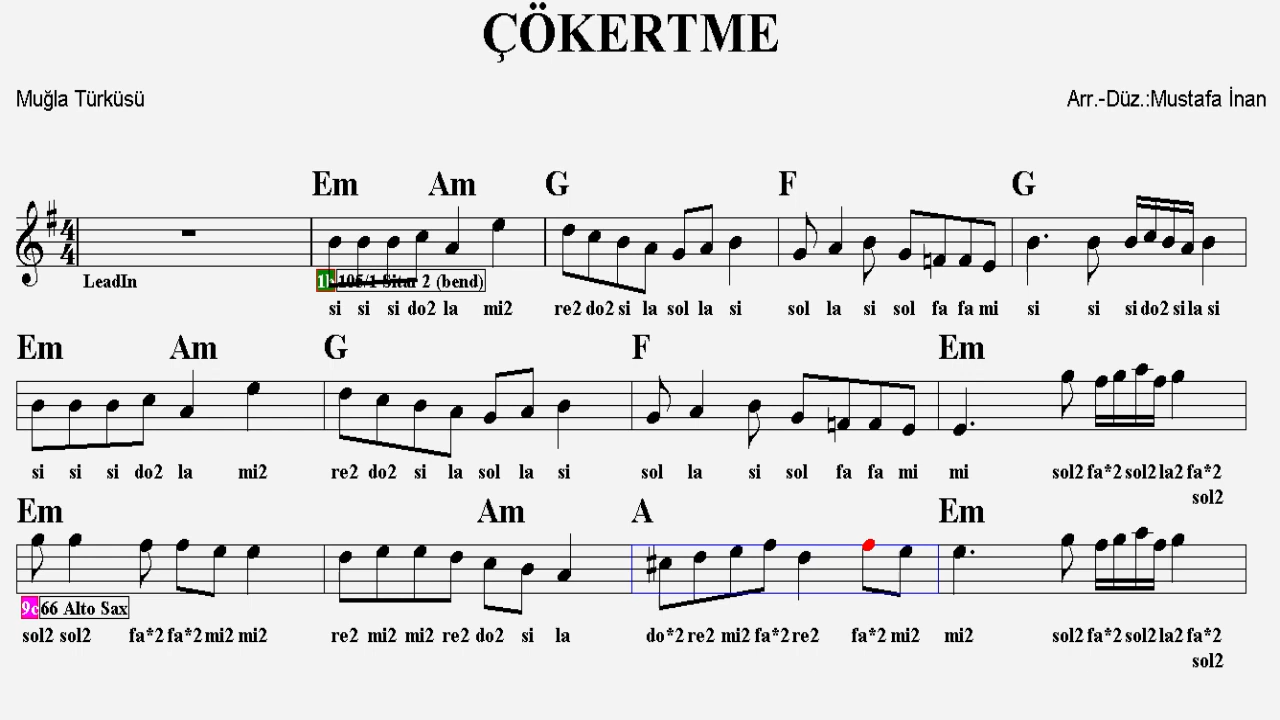 ÇÖKERTME
Muğla Türküsü
Arr.-Düz.:Mustafa İnan
Em Am G F G
4
4
LeadIn
105/1 Sitar 2 (bend)
si si si do2 la mi2 re2 do2 si la sol la si sol la si sol fa fa mi si si si do2 si la si
Em Am G F Em
si si si do2 la mi2 re2 do2 si la sol la si sol la si sol fa fa mi mi sol2 fa*2 sol2 la2 fa*2
sol2
Em Am A Em
9c 66 Alto Sax
sol2 sol2 fa*2 fa*2 mi2 mi2 re2 mi2 mi2 re2 do2 si la do*2 re2 mi2 fa*2 re2 fa*2 mi2 mi2 sol2 fa*2 sol2 la2 fa*2
sol2